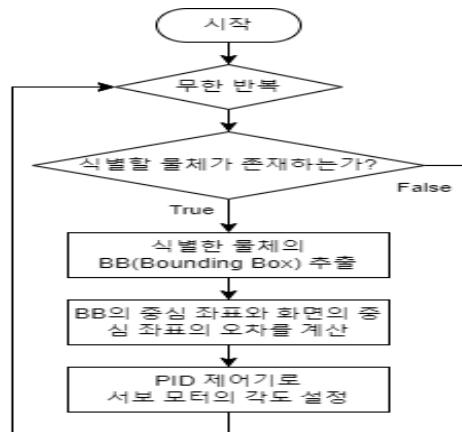 시작
무한 반복
식별할 물체가 존재하는가?
False
True
식별한 물체의
BB(Bounding Box) 추출
BB의 중심 좌표와 화면의 중
심 좌표의 오차를 계산
PID 제어기로
서보 모터의 각도 설정